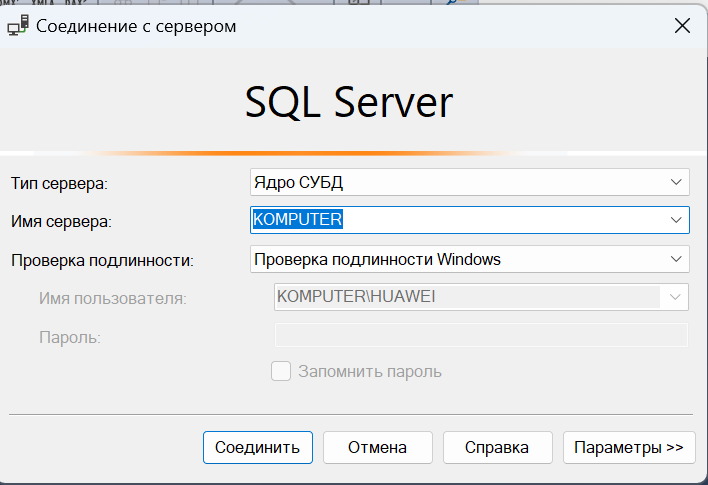 Соединение с сервером
SQL Server
Тип сервера: Ядро СУБД
Имя сервера: KOMPUTER
Проверка подлинности: Проверка подлинности Windows
Имя пользователя: KOMPUTER\HUAWEI
Пароль:
Запомнить пароль
Соединить Отмена Справка Параметры >>